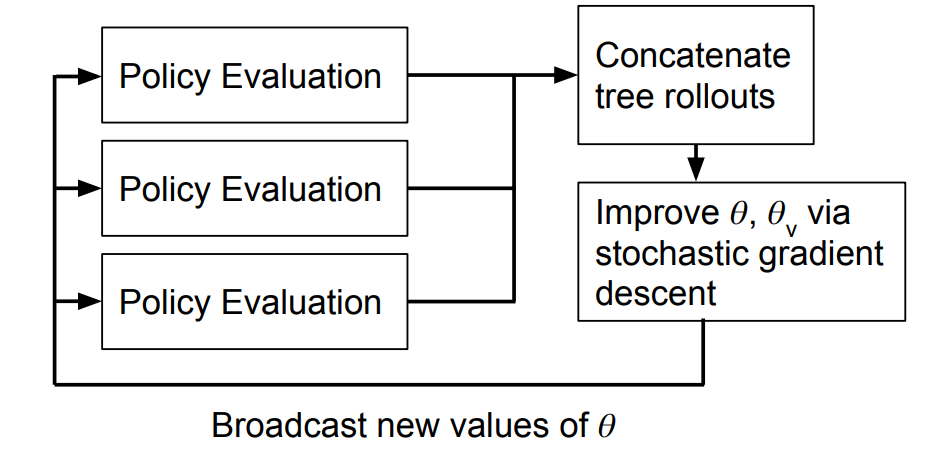 Policy Evaluation
Policy Evaluation
Policy Evaluation
Concatenate
tree rollouts
Improve θ, θᵥ via
stochastic gradient
descent
Broadcast new values of θ